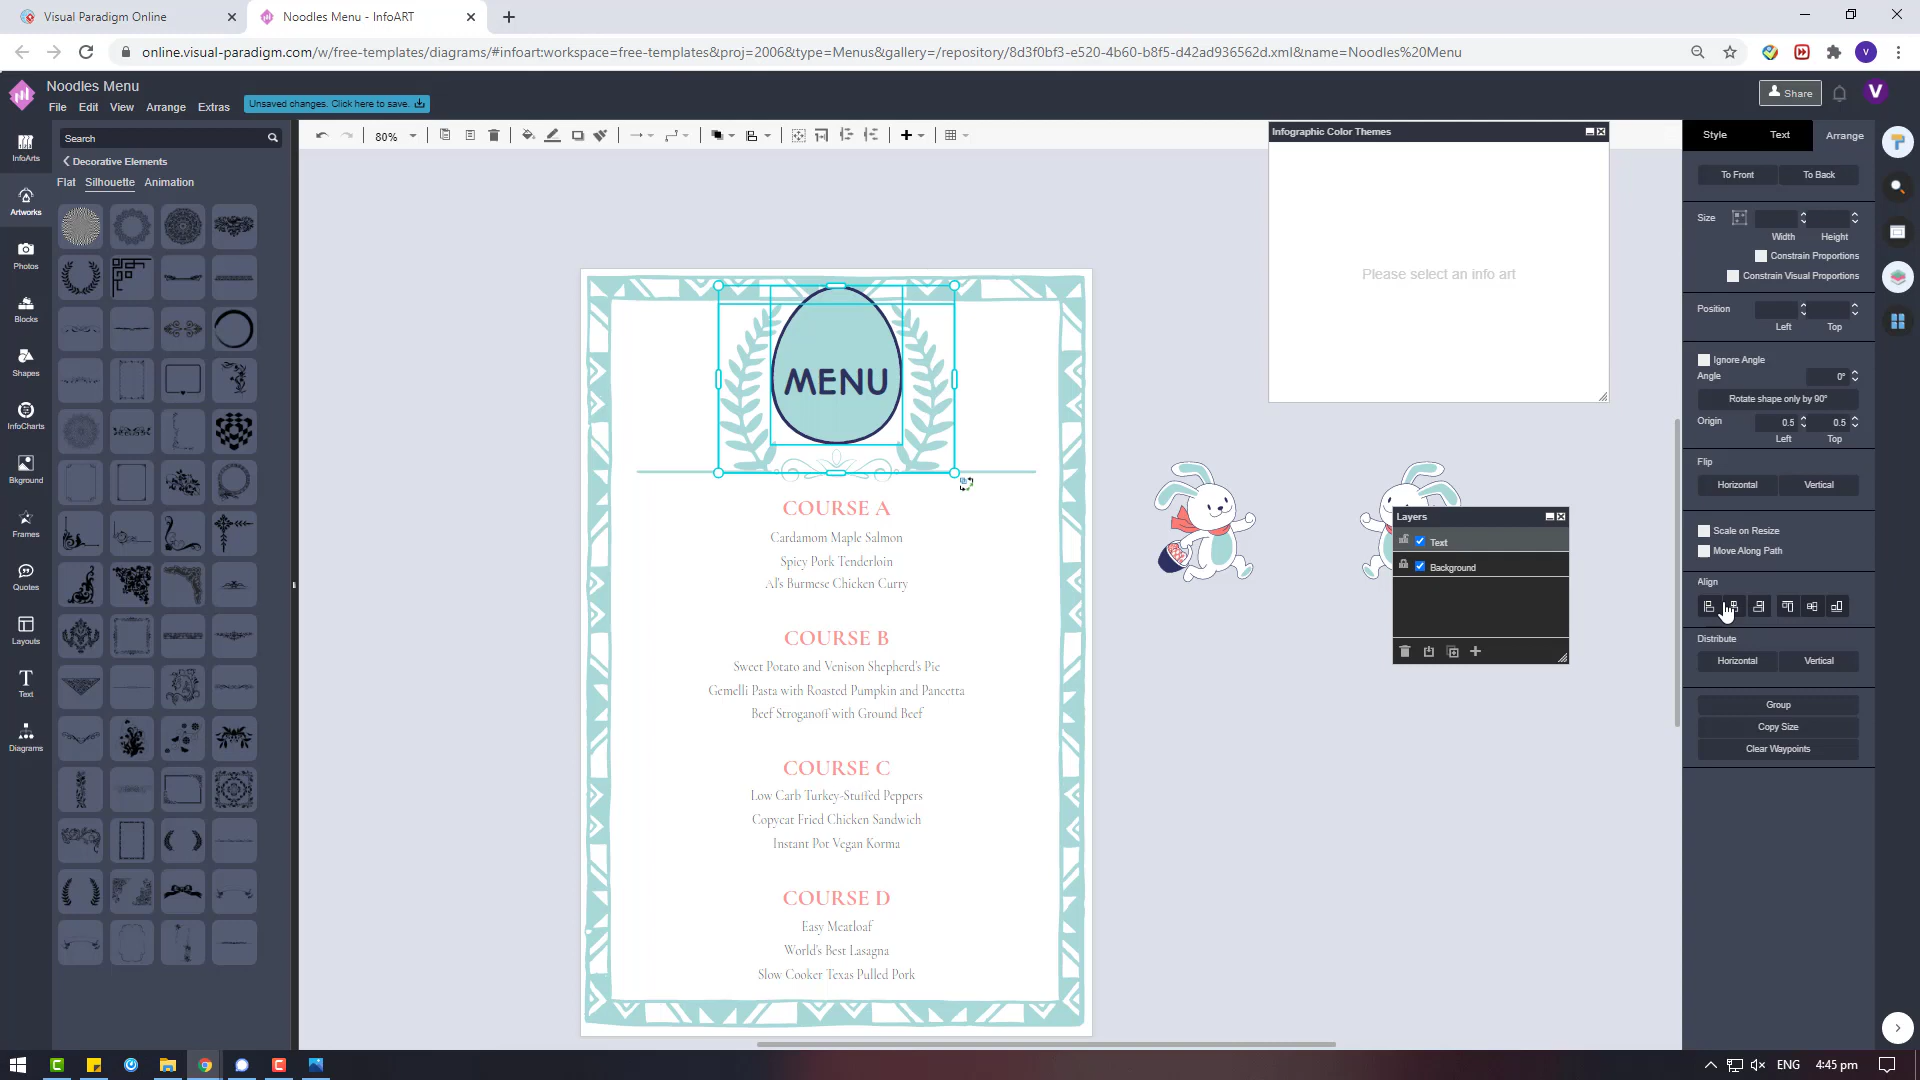 Visual Paradigm Online
Noodles Menu - InfoART
online.visual-paradigm.com/w/free-templates/diagrams/#infoart:workspace=free-templates&proj=2006&type=Menus&gallery=/repository/8d3f0bf3-e520-4b60-b8f5-d42ad936562d.xml&name=Noodles%20Menu
V
Noodles Menu
File Edit View Arrange Extras
Unsaved changes. Click here to save.
Share
V
Search
80%
Decorative Elements
Flat Silhouette Animation
InfoArts
Artworks
Photos
Blocks
Shapes
InfoCharts
Bkground
Frames
Quotes
Layouts
Text
Diagrams
MENU
COURSE A
Cardamom Maple Salmon
Spicy Pork Tenderloin
Al's Burmese Chicken Curry
COURSE B
Sweet Potato and Venison Shepherd's Pie
Gemelli Pasta with Roasted Pumpkin and Pancetta
Beef Stroganoff with Ground Beef
COURSE C
Low Carb Turkey-Stuffed Peppers
Copycat Fried Chicken Sandwich
Instant Pot Vegan Korma
COURSE D
Easy Meatloaf
World's Best Lasagna
Slow Cooker Texas Pulled Pork
Infographic Color Themes
Please select an info art
Layers
Text
Background
Style Text Arrange
To Front To Back
Size
Width Height
Constrain Proportions
Constrain Visual Proportions
Position
Left Top
Ignore Angle
Angle 0°
Rotate shape only by 90°
Origin 0.5 0.5
Left Top
Flip
Horizontal Vertical
Scale on Resize
Move Along Path
Align
Distribute
Horizontal Vertical
Group
Copy Size
Clear Waypoints
ENG 4:45 pm